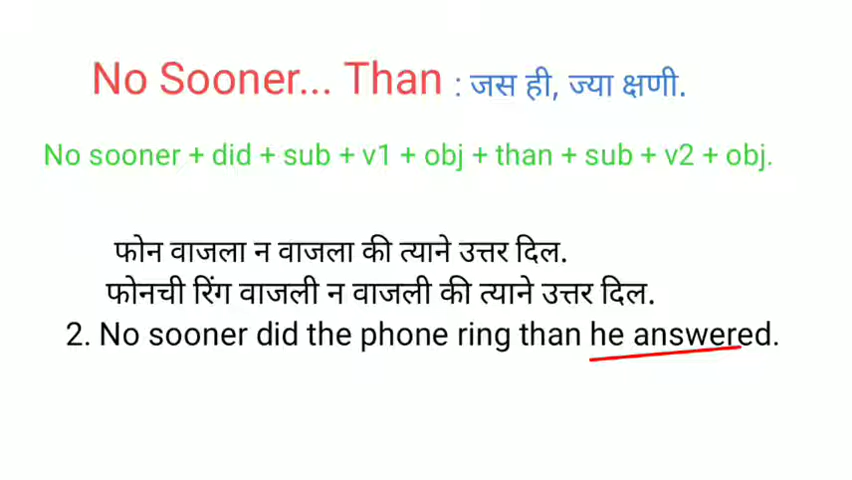 No Sooner... Than : जस ही, ज्या क्षणी.
No sooner + did + sub + v1 + obj + than + sub + v2 + obj.
फोन वाजला न वाजला की त्याने उत्तर दिल.
फोनची रिंग वाजली न वाजली की त्याने उत्तर दिल.
2. No sooner did the phone ring than he answered.